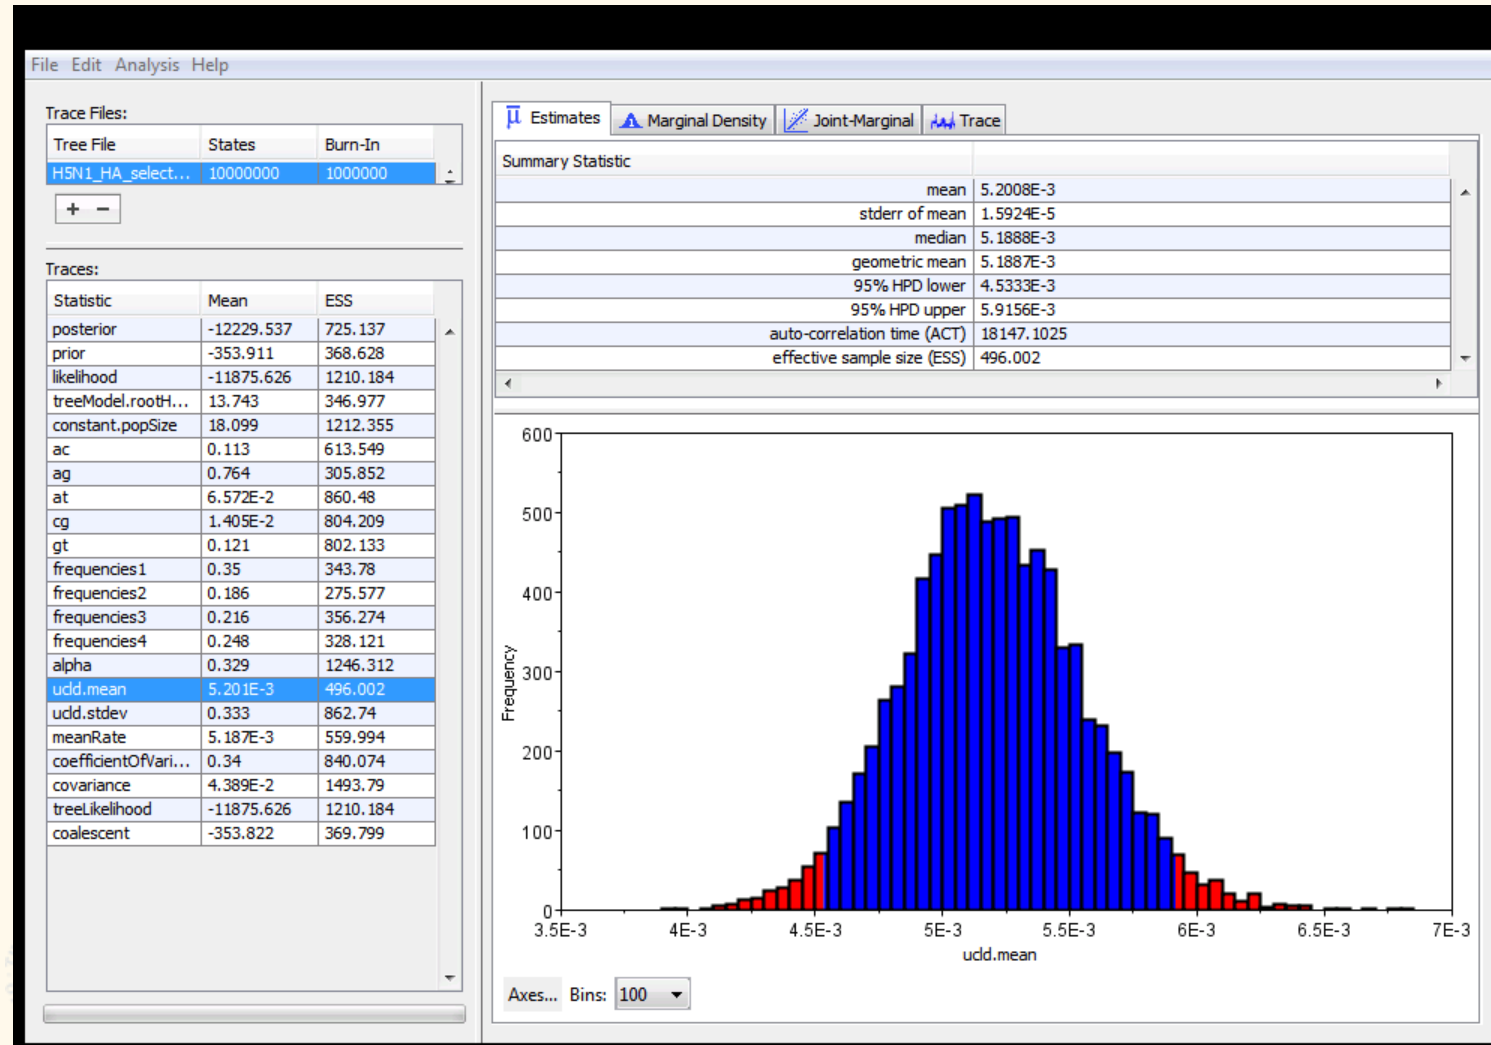 File Edit Analysis Help
Trace Files:
Tree File States Burn-In
H5N1_HA_select... 10000000 1000000
+ -
Traces:
Statistic Mean ESS
posterior -12229.537 725.137
prior -353.911 368.628
likelihood -11875.626 1210.184
treeModel.rootH... 13.743 346.977
constant.popSize 18.099 1212.355
ac 0.113 613.549
ag 0.764 305.852
at 6.572E-2 860.48
cg 1.405E-2 804.209
gt 0.121 802.133
frequencies1 0.35 343.78
frequencies2 0.186 275.577
frequencies3 0.216 356.274
frequencies4 0.248 328.121
alpha 0.329 1246.312
ucld.mean 5.201E-3 496.002
ucld.stdev 0.333 862.74
meanRate 5.187E-3 559.994
coefficientOfVari... 0.34 840.074
covariance 4.389E-2 1493.79
treeLikelihood -11875.626 1210.184
coalescent -353.822 369.799
Estimates Marginal Density Joint-Marginal Trace
Summary Statistic
mean 5.2008E-3
stderr of mean 1.5924E-5
median 5.1888E-3
geometric mean 5.1887E-3
95% HPD lower 4.5333E-3
95% HPD upper 5.9156E-3
auto-correlation time (ACT) 18147.1025
effective sample size (ESS) 496.002
600
500
400
300
200
100
0
Frequency
3.5E-3 4E-3 4.5E-3 5E-3 5.5E-3 6E-3 6.5E-3 7E-3
ucld.mean
Axes... Bins: 100